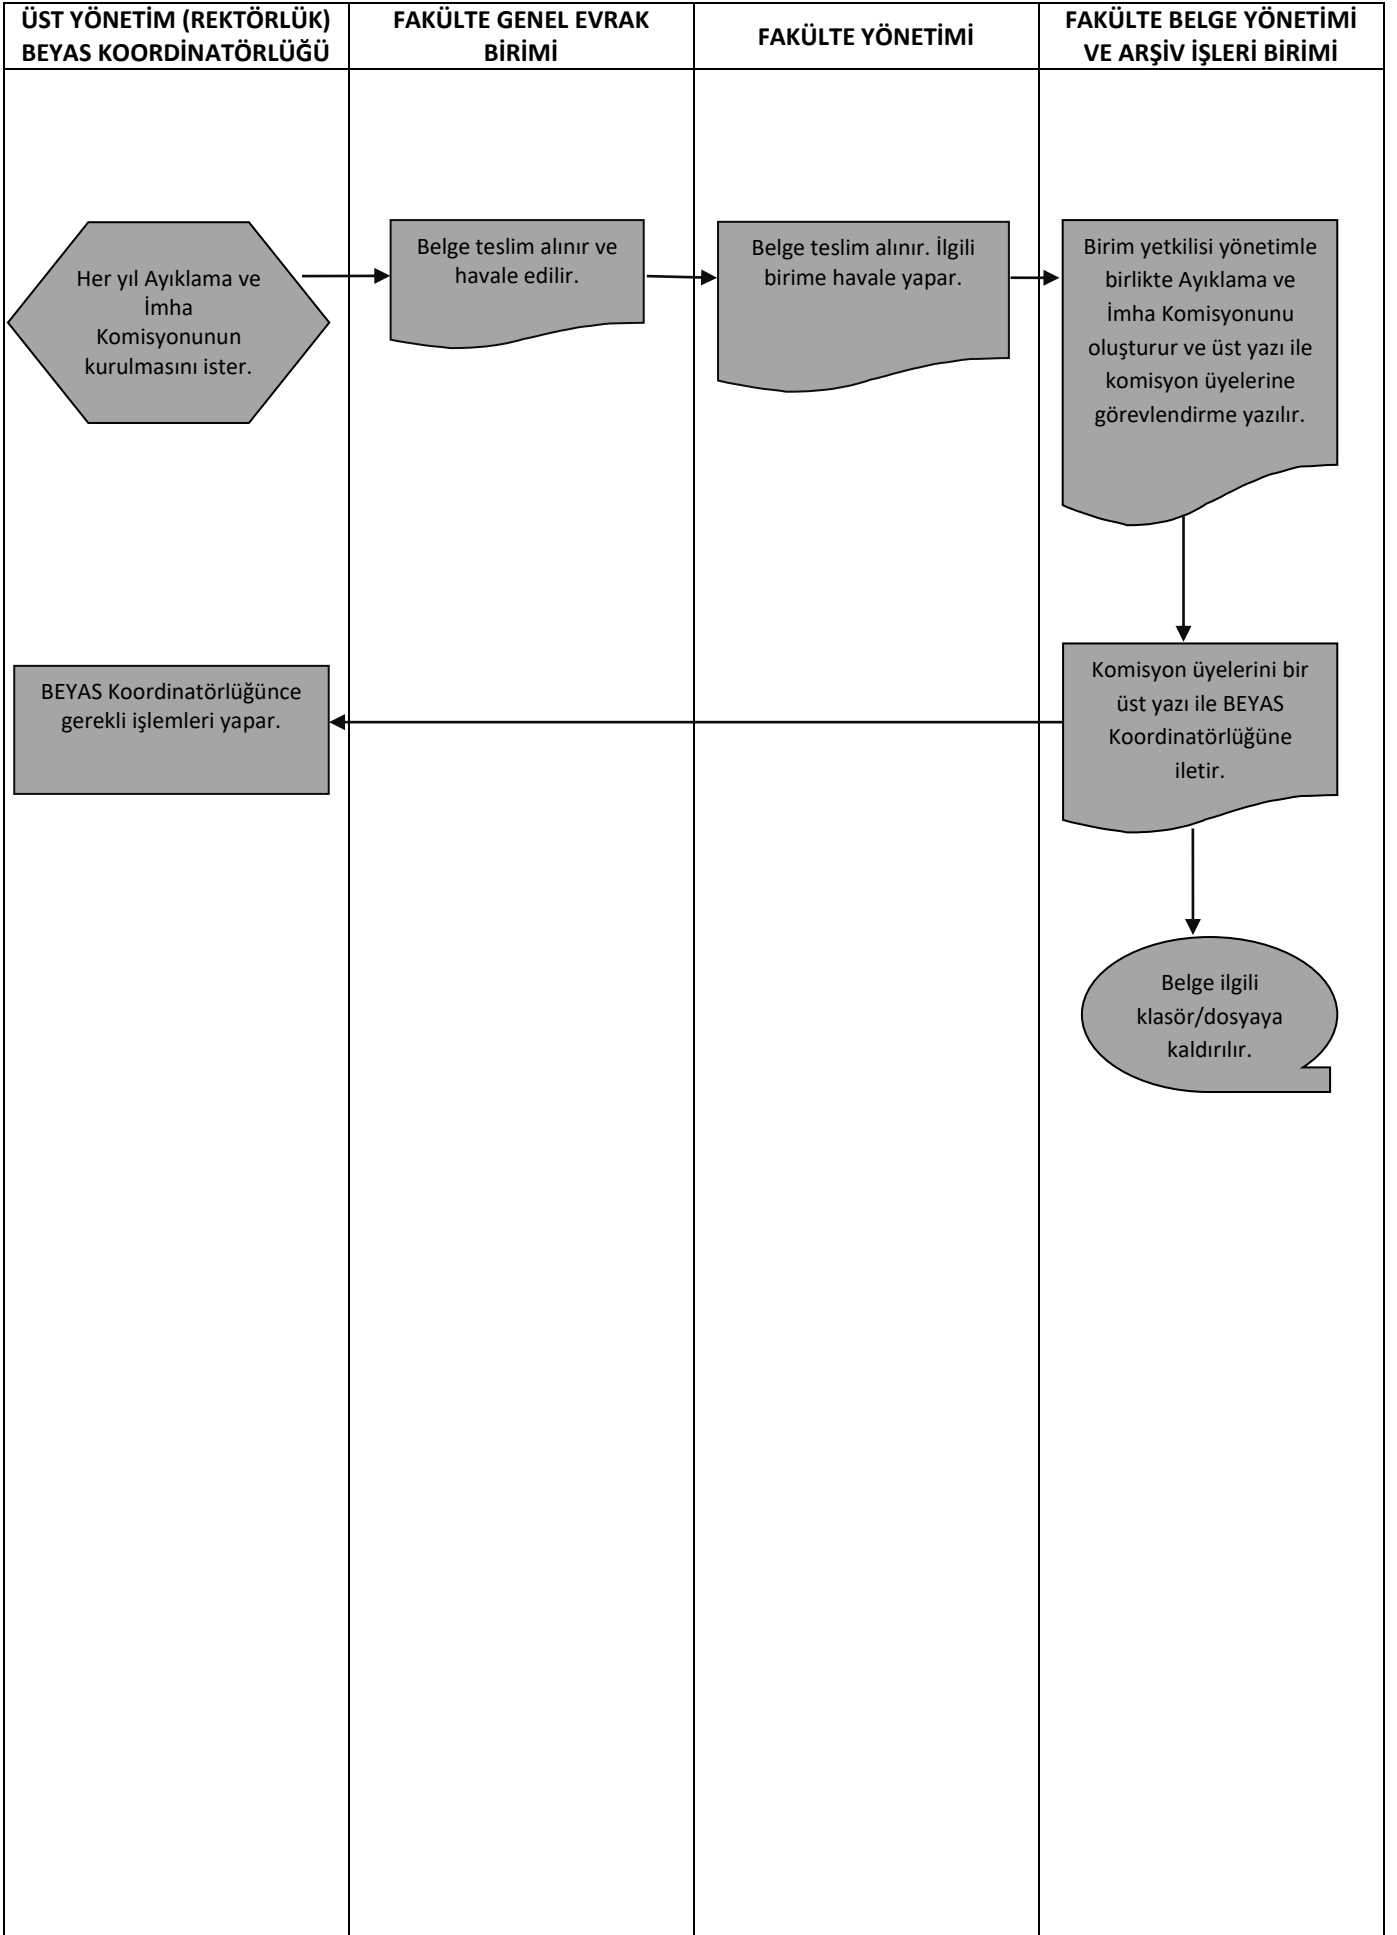 ÜST YÖNETİM (REKTÖRLÜK)
BEYAS KOORDİNATÖRLÜĞÜ
FAKÜLTE GENEL EVRAK
BİRİMİ
FAKÜLTE YÖNETİMİ
FAKÜLTE BELGE YÖNETİMİ
VE ARŞİV İŞLERİ BİRİMİ
Her yıl Ayıklama ve
İmha
Komisyonunun
kurulmasını ister.
Belge teslim alınır ve
havale edilir.
Belge teslim alınır. İlgili
birime havale yapar.
Birim yetkilisi yönetimle
birlikte Ayıklama ve
İmha Komisyonunu
oluşturur ve üst yazı ile
komisyon üyelerine
görevlendirme yazılır.
BEYAS Koordinatörlüğünce
gerekli işlemleri yapar.
Komisyon üyelerini bir
üst yazı ile BEYAS
Koordinatörlüğüne
iletir.
Belge ilgili
klasör/dosyaya
kaldırılır.